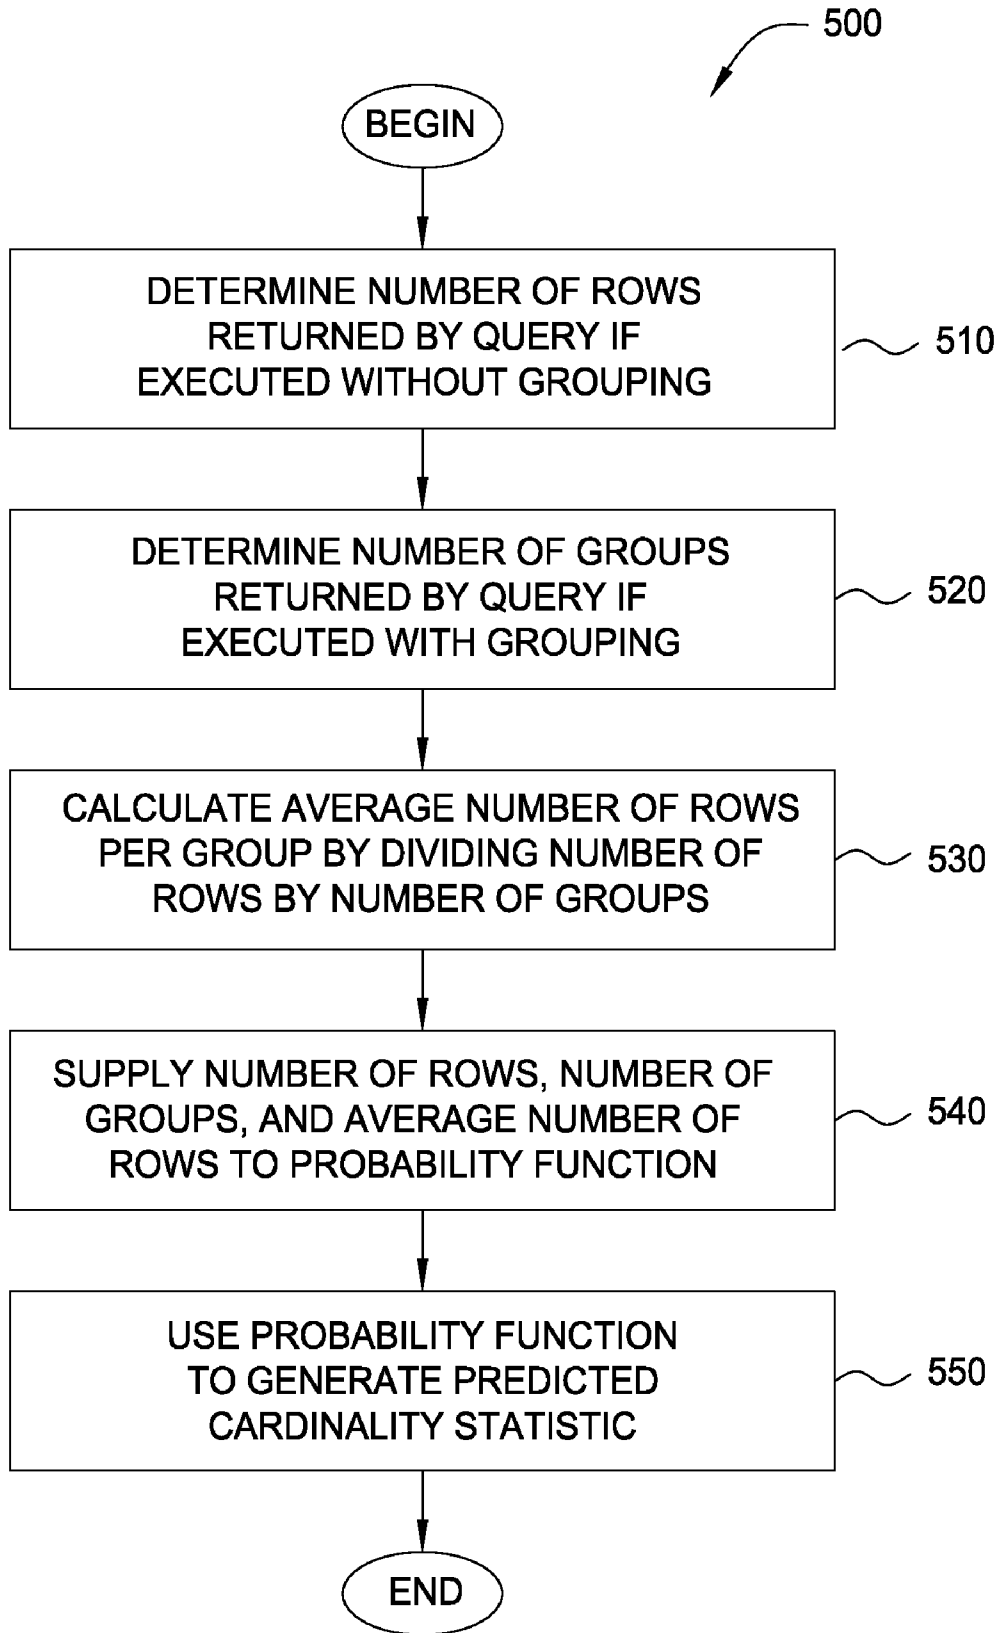 500
BEGIN
DETERMINE NUMBER OF ROWS
RETURNED BY QUERY IF
EXECUTED WITHOUT GROUPING
510
DETERMINE NUMBER OF GROUPS
RETURNED BY QUERY IF
EXECUTED WITH GROUPING
520
CALCULATE AVERAGE NUMBER OF ROWS
PER GROUP BY DIVIDING NUMBER OF
ROWS BY NUMBER OF GROUPS
530
SUPPLY NUMBER OF ROWS, NUMBER OF
GROUPS, AND AVERAGE NUMBER OF
ROWS TO PROBABILITY FUNCTION
540
USE PROBABILITY FUNCTION
TO GENERATE PREDICTED
CARDINALITY STATISTIC
550
END